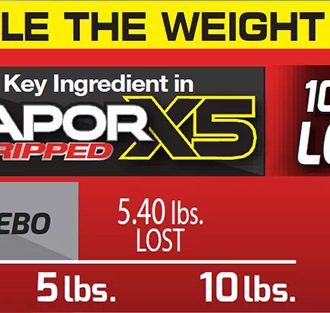 LE THE WEIGHT
Key Ingredient in
APOR X5
RIPPED
10
LO
EBO
5.40 lbs.
LOST
5 lbs.
10 lbs.